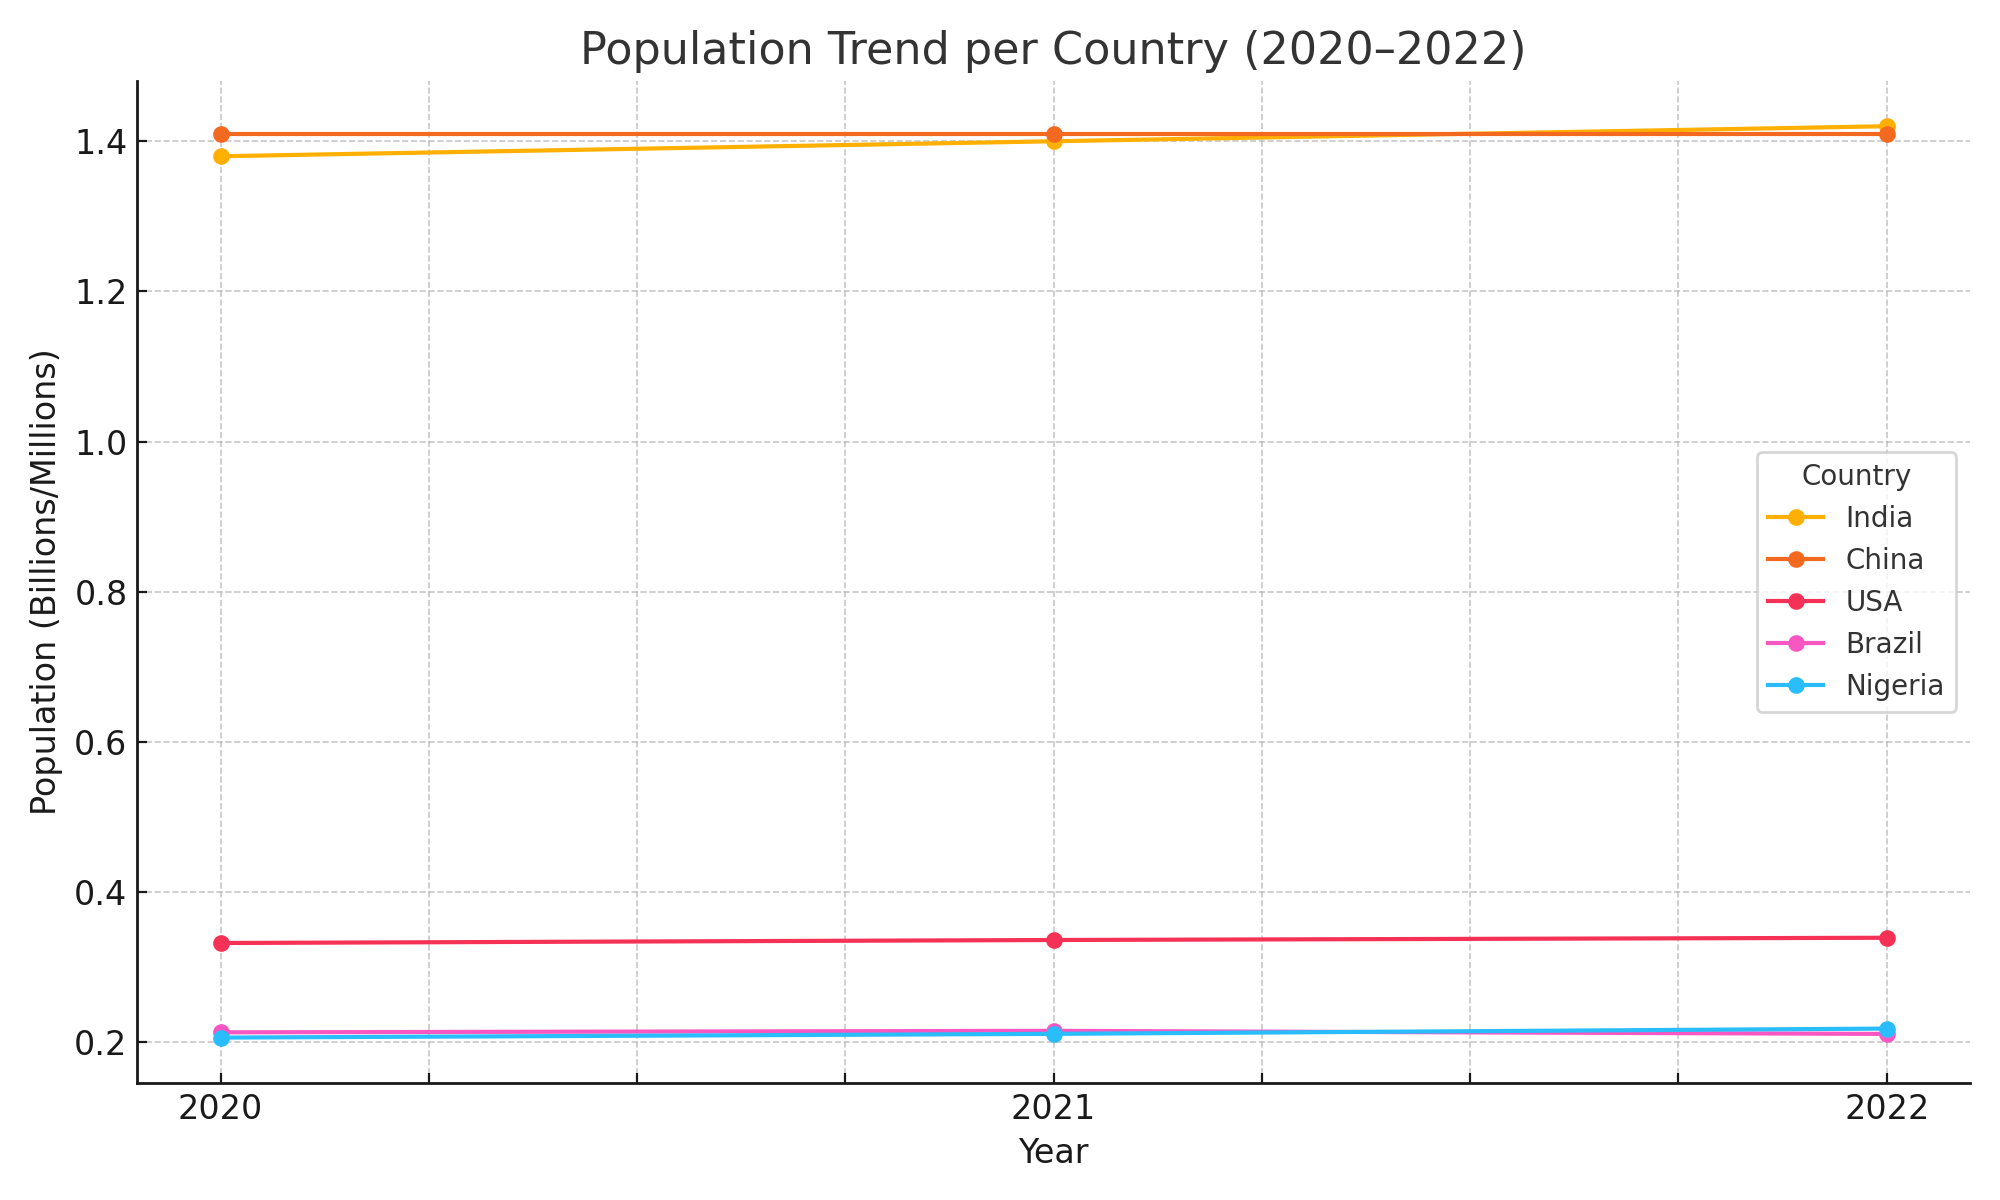 Population Trend per Country (2020–2022)
Population (Billions/Millions)
1.4
1.2
1.0
0.8
0.6
0.4
0.2
Country
India
China
USA
Brazil
Nigeria
2020 2021 2022
Year